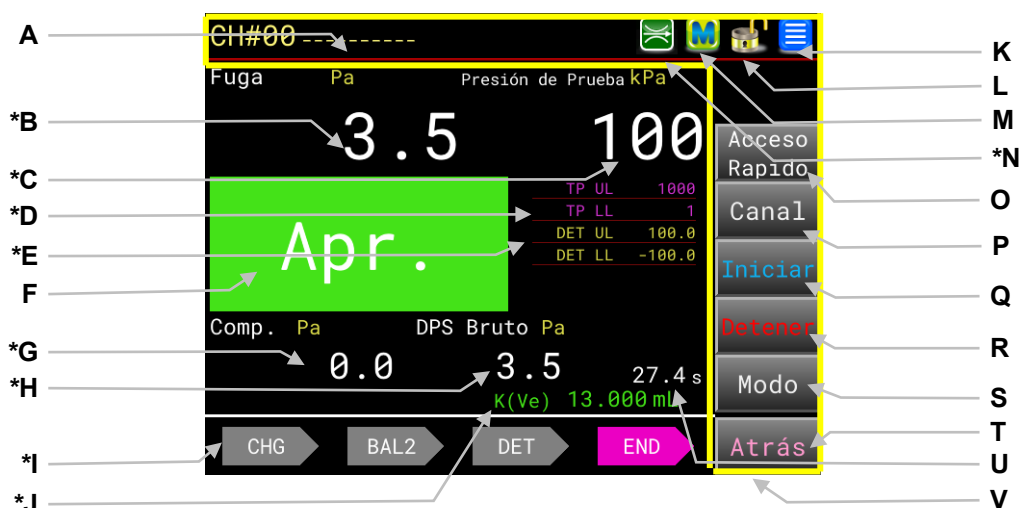 A
CH#00 ----------
M
K
L
Fuga Pa Presión de Prueba kPa
*B
3.5 100
M
Acceso
Rapido
*N
*C
TP UL 1000
O
*D
TP LL 1
Canal
DET UL 100.0
P
*E
DET LL -100.0
Apr.
Iniciar
F
Q
Comp. Pa DPS Bruto Pa
Detener
*G
R
0.0 3.5 27.4 s
*H
Modo
S
K(Ve) 13.000 mL
T
*I
CHG BAL2 DET END
Atrás
U
*J
V